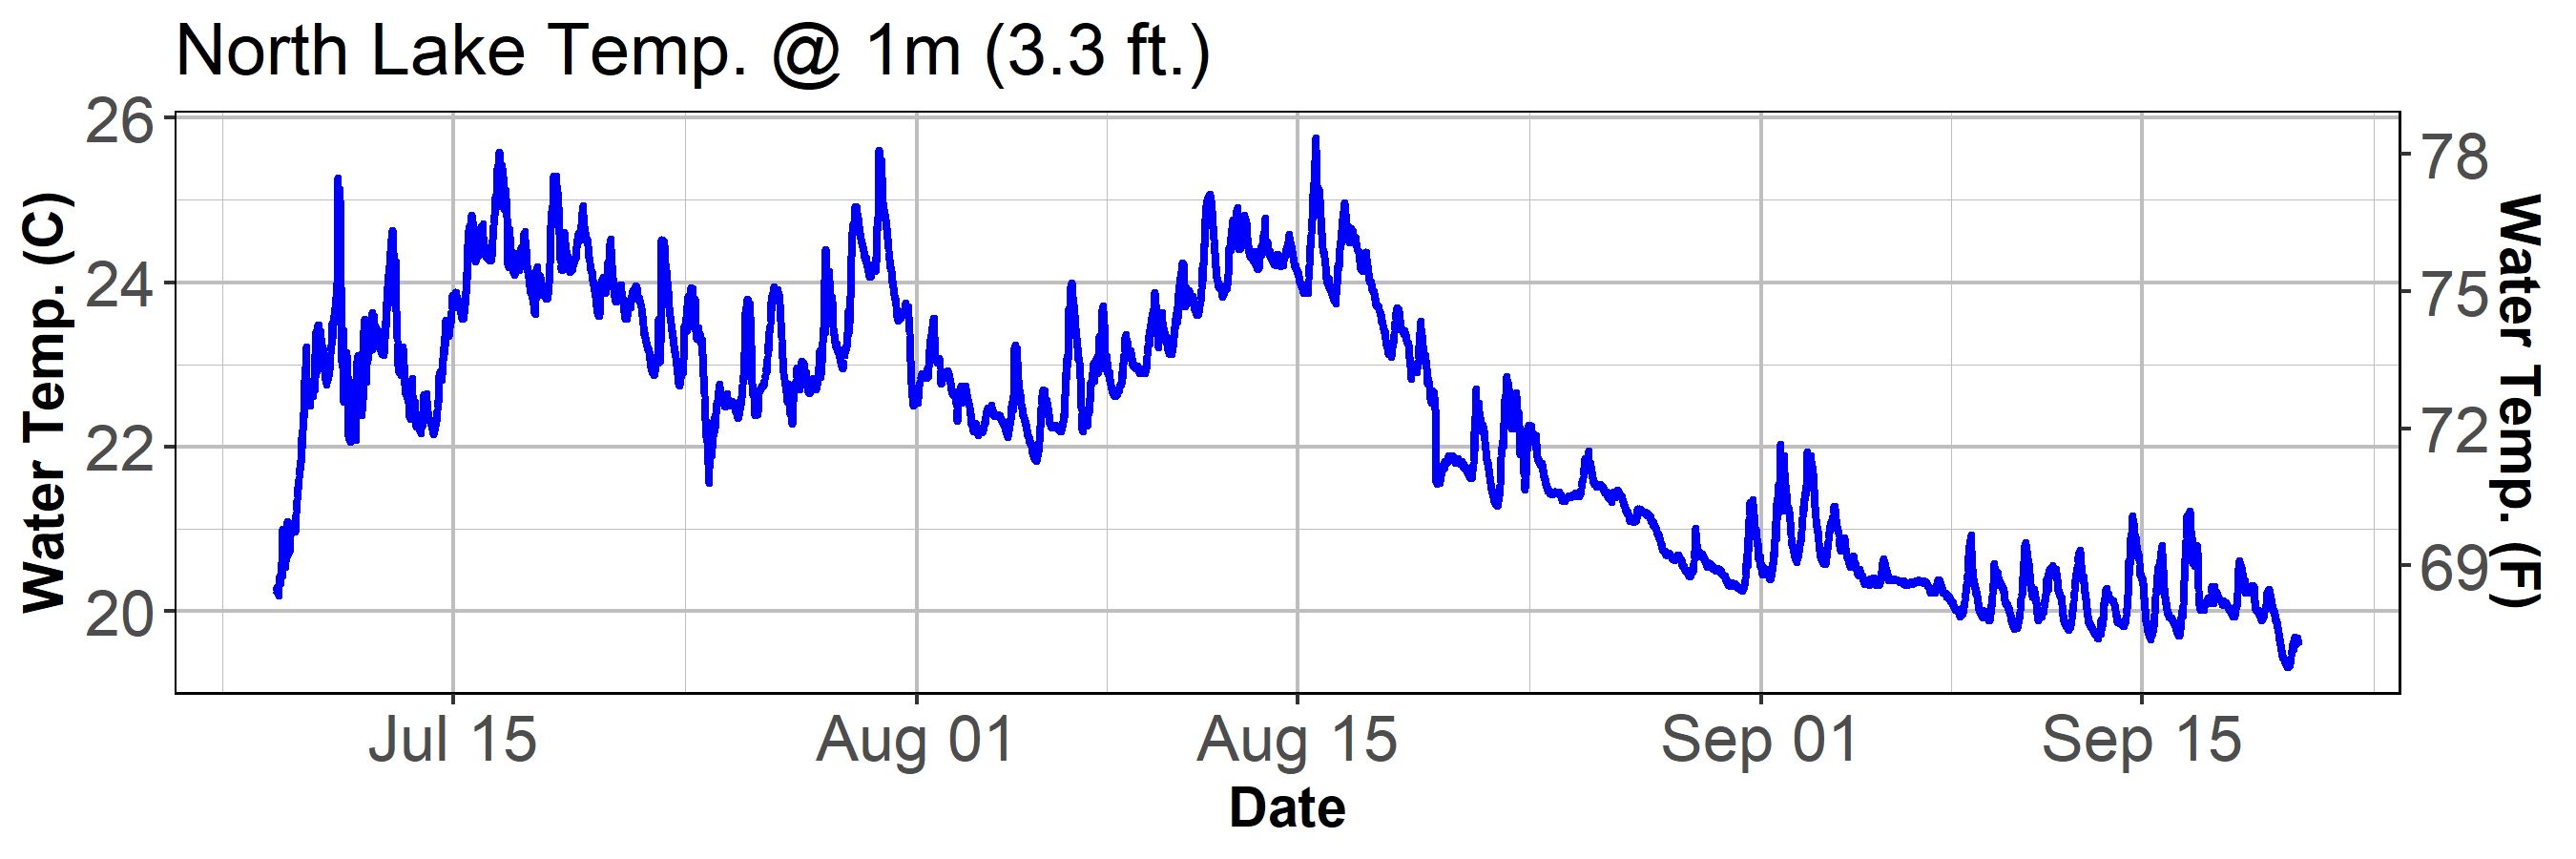 North Lake Temp. @ 1m (3.3 ft.)
Water Temp. (C)
26
24
22
20
78
75
72
69
Water Temp. (F)
Jul 15
Aug 01
Aug 15
Sep 01
Sep 15
Date